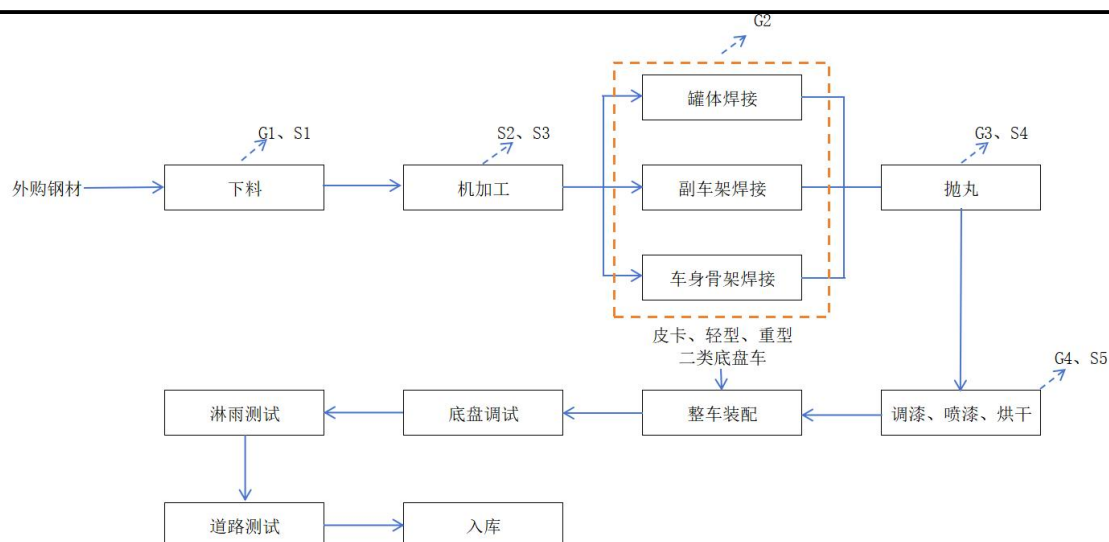 G2
罐体焊接
G1、S1
S2、S3
G3、S4
外购钢材
下料
机加工
副车架焊接
抛丸
车身骨架焊接
皮卡、轻型、重型
二类底盘车
G4、S5
淋雨测试
底盘调试
整车装配
调漆、喷漆、烘干
道路测试
入库